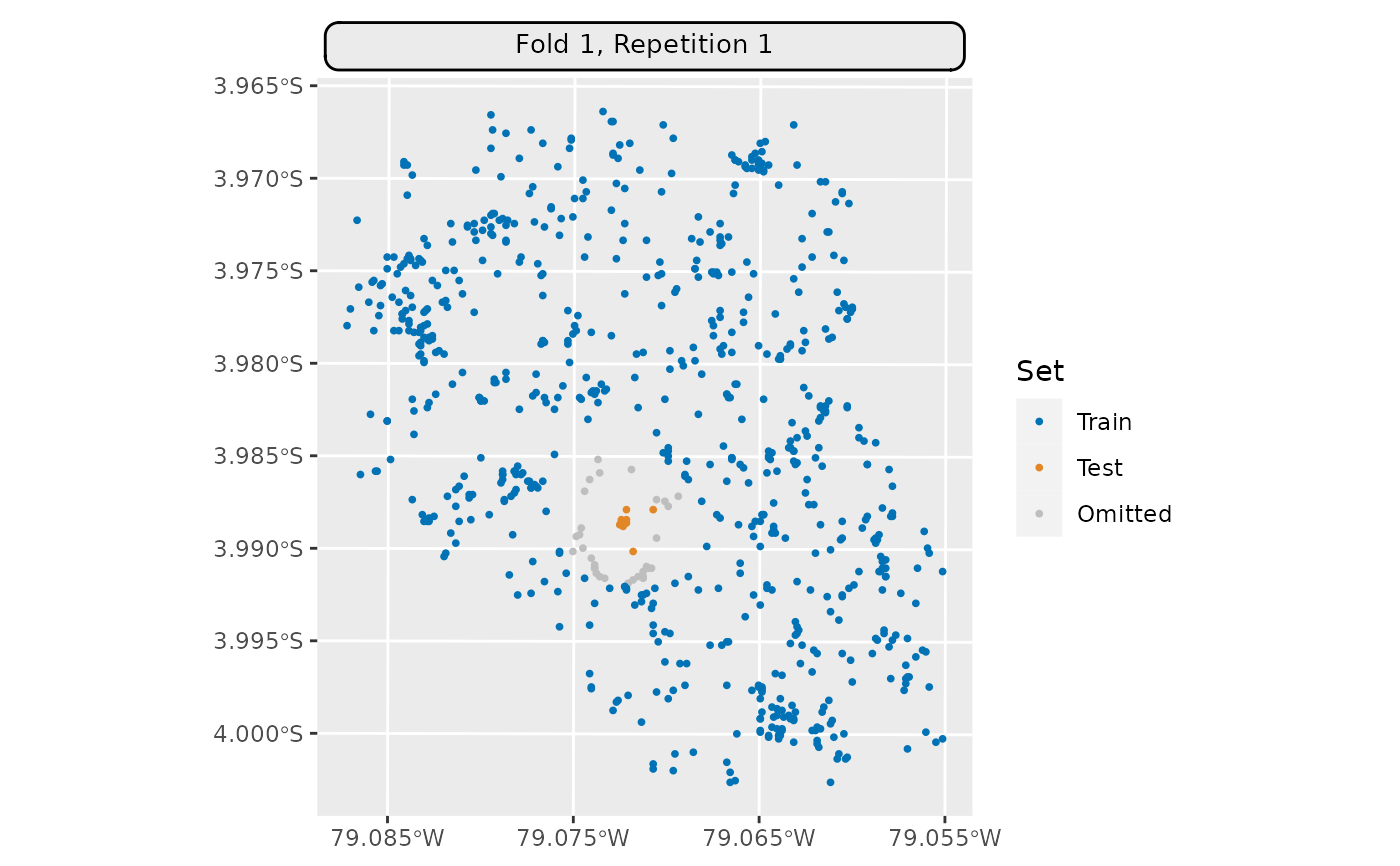 Fold 1, Repetition 1
3.965°S
3.970°S
3.975°S
3.980°S
3.985°S
3.990°S
3.995°S
4.000°S
79.085°W 79.075°W 79.065°W 79.055°W
Set
Train
Test
Omitted